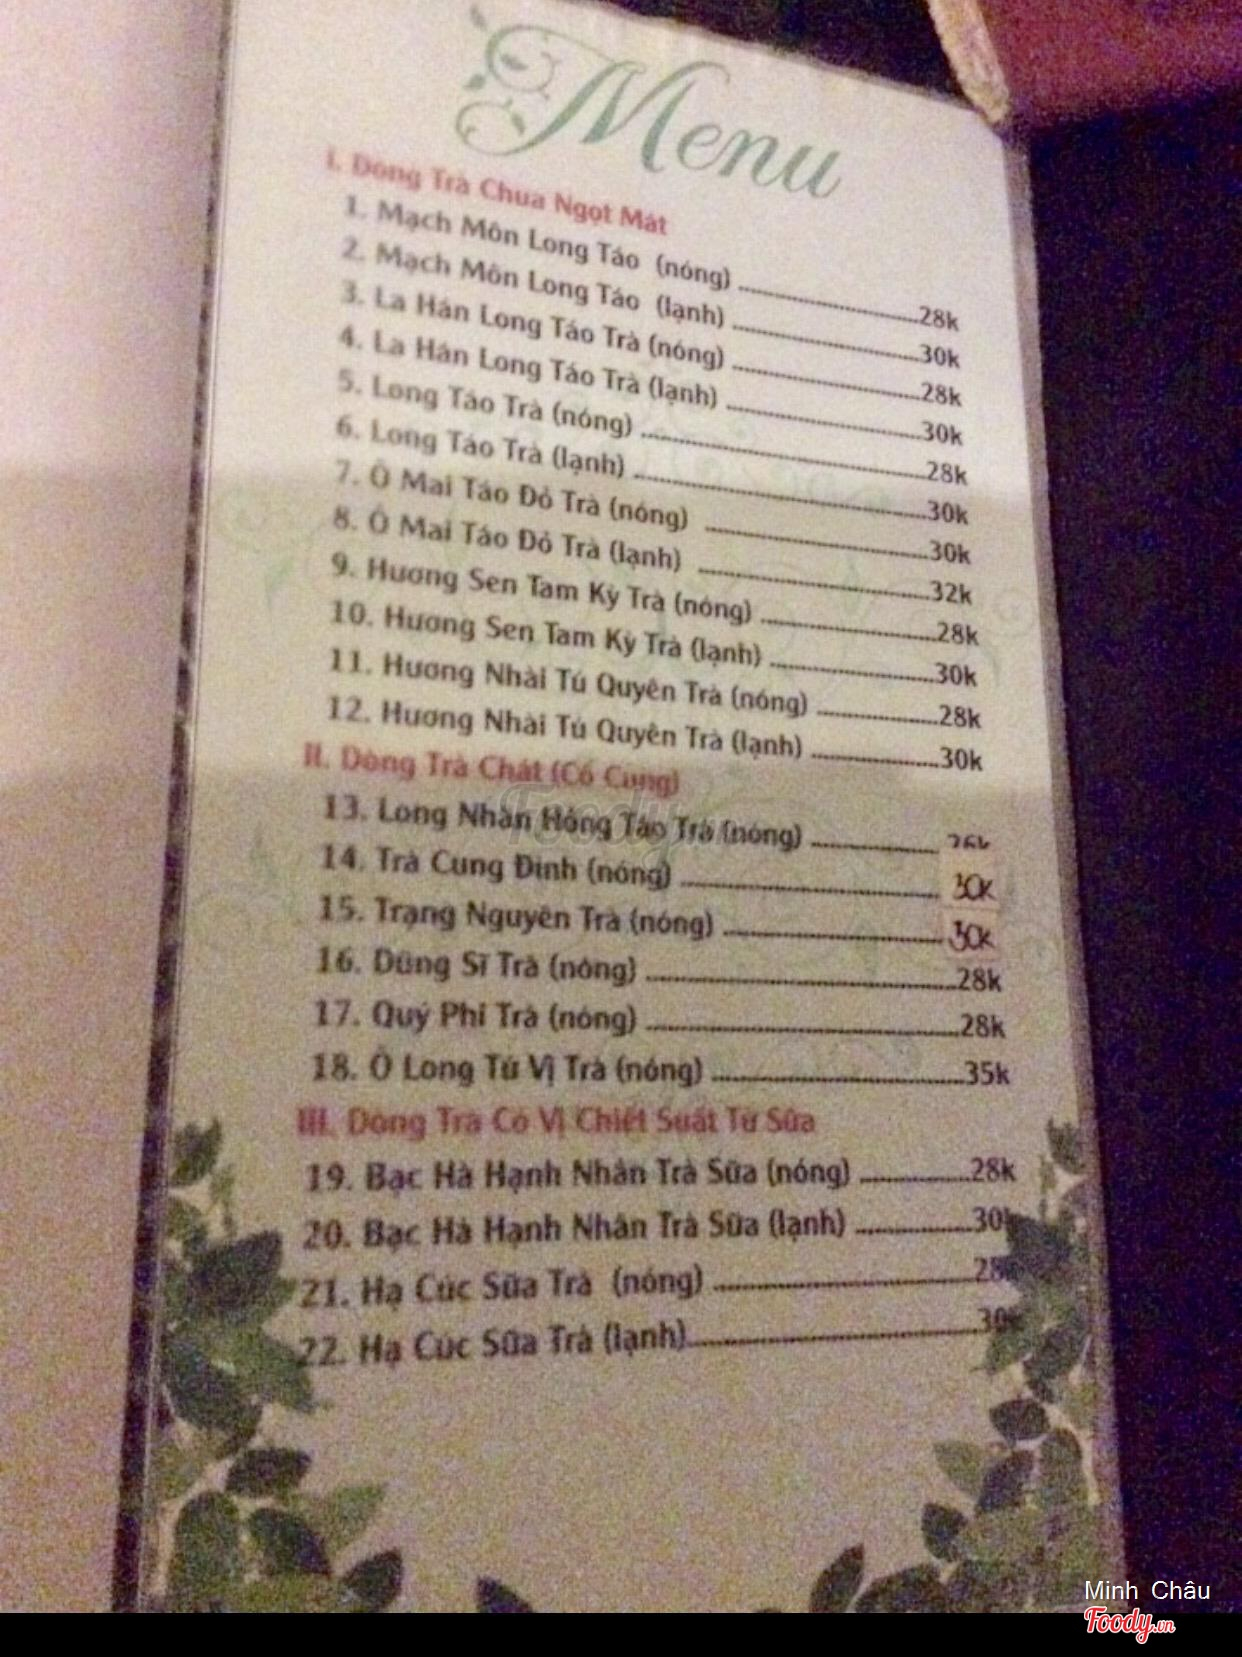 Menu
I. Dòng Trà Chua Ngọt Mát
1. Mạch Môn Long Táo (nóng) 28k
2. Mạch Môn Long Táo (lạnh) 30k
3. La Hán Long Táo Trà (nóng) 28k
4. La Hán Long Táo Trà (lạnh) 30k
5. Long Táo Trà (nóng) 28k
6. Long Táo Trà (lạnh) 30k
7. Ô Mai Táo Đỏ Trà (nóng) 30k
8. Ô Mai Táo Đỏ Trà (lạnh) 32k
9. Hương Sen Tam Kỳ Trà (nóng) 28k
10. Hương Sen Tam Kỳ Trà (lạnh) 30k
11. Hương Nhài Tú Quyên Trà (nóng) 28k
12. Hương Nhài Tú Quyên Trà (lạnh) 30k
II. Dòng Trà Chát (Cố Cung)
13. Long Nhãn Hồng Táo Trà (nóng)
14. Trà Cung Đình (nóng) 30k
15. Trạng Nguyên Trà (nóng) 30k
16. Dũng Sĩ Trà (nóng) 28k
17. Quý Phi Trà (nóng) 28k
18. Ô Long Tứ Vị Trà (nóng) 35k
III. Dòng Trà Có Vị Chiết Suất Từ Sữa
19. Bạc Hà Hạnh Nhân Trà Sữa (nóng) 28k
20. Bạc Hà Hạnh Nhân Trà Sữa (lạnh) 30k
21. Hạ Cúc Sữa Trà (nóng) 28k
22. Hạ Cúc Sữa Trà (lạnh) 30k
Foody
Minh Châu
Foody.vn